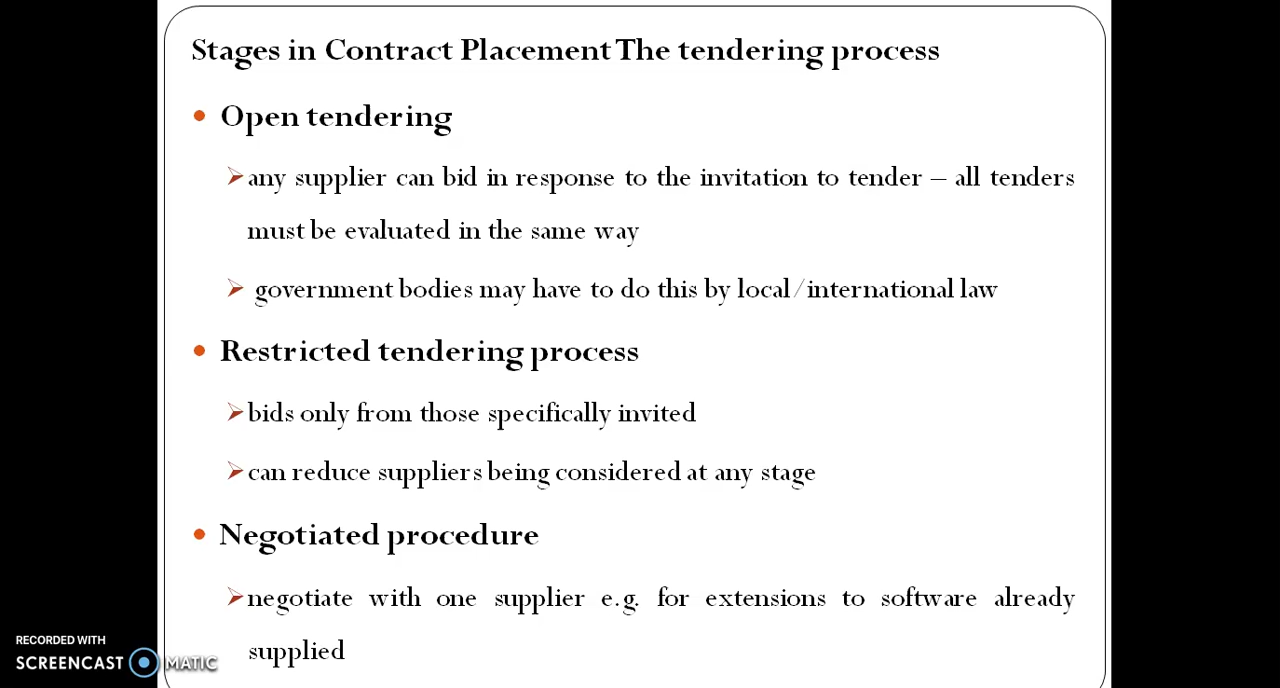 Stages in Contract Placement The tendering process
• Open tendering
➢any supplier can bid in response to the invitation to tender – all tenders
must be evaluated in the same way
➢ government bodies may have to do this by local/international law
• Restricted tendering process
➢bids only from those specifically invited
➢can reduce suppliers being considered at any stage
• Negotiated procedure
➢negotiate with one supplier e.g. for extensions to software already
supplied
RECORDED WITH
SCREENCAST MATIC